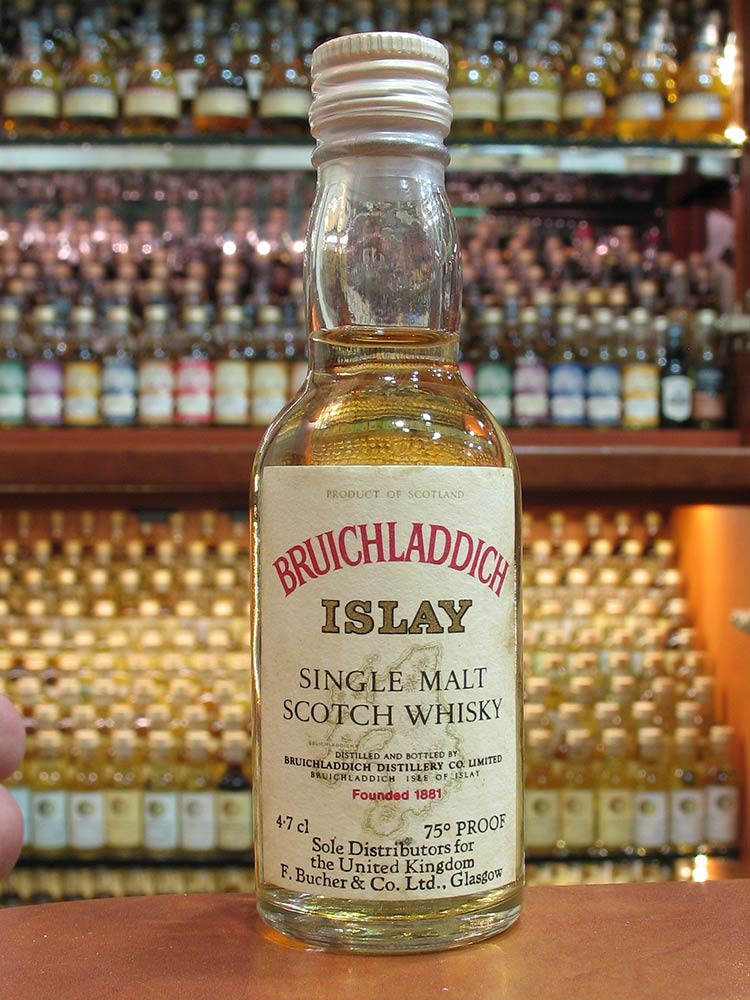 PRODUCT OF SCOTLAND
BRUICHLADDICH
ISLAY
SINGLE MALT
SCOTCH WHISKY
BRUICHLADDICH
DISTILLED AND BOTTLED BY
BRUICHLADDICH DISTILLERY CO. LIMITED
BRUICHLADDICH ISLE OF ISLAY
Founded 1881
4·7 cl 75° PROOF
Sole Distributors for
the United Kingdom
F. Bucher & Co. Ltd., Glasgow